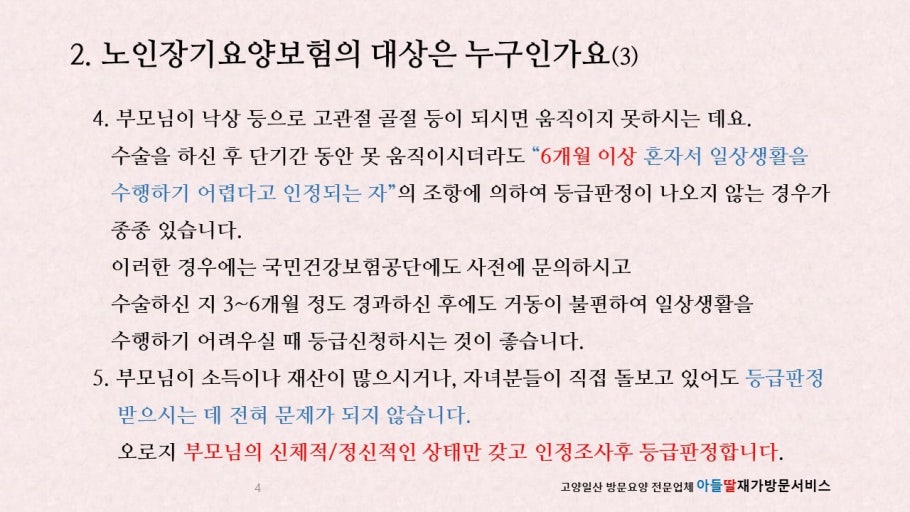 2. 노인장기요양보험의 대상은 누구인가요(3)
4. 부모님이 낙상 등으로 고관절 골절 등이 되시면 움직이지 못하시는 데요.
수술을 하신 후 단기간 동안 못 움직이시더라도 “6개월 이상 혼자서 일상생활을
수행하기 어렵다고 인정되는 자”의 조항에 의하여 등급판정이 나오지 않는 경우가
종종 있습니다.
이러한 경우에는 국민건강보험공단에도 사전에 문의하시고
수술하신 지 3~6개월 정도 경과하신 후에도 거동이 불편하여 일상생활을
수행하기 어려우실 때 등급신청하시는 것이 좋습니다.
5. 부모님이 소득이나 재산이 많으시거나, 자녀분들이 직접 돌보고 있어도 등급판정
받으시는 데 전혀 문제가 되지 않습니다.
오로지 부모님의 신체적/정신적인 상태만 갖고 인정조사후 등급판정합니다.
4
고양일산 방문요양 전문업체 아들딸재가방문서비스